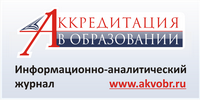 АККРЕДИТАЦИЯ
В ОБРАЗОВАНИИ
Информационно-аналитический
журнал www.akvobr.ru